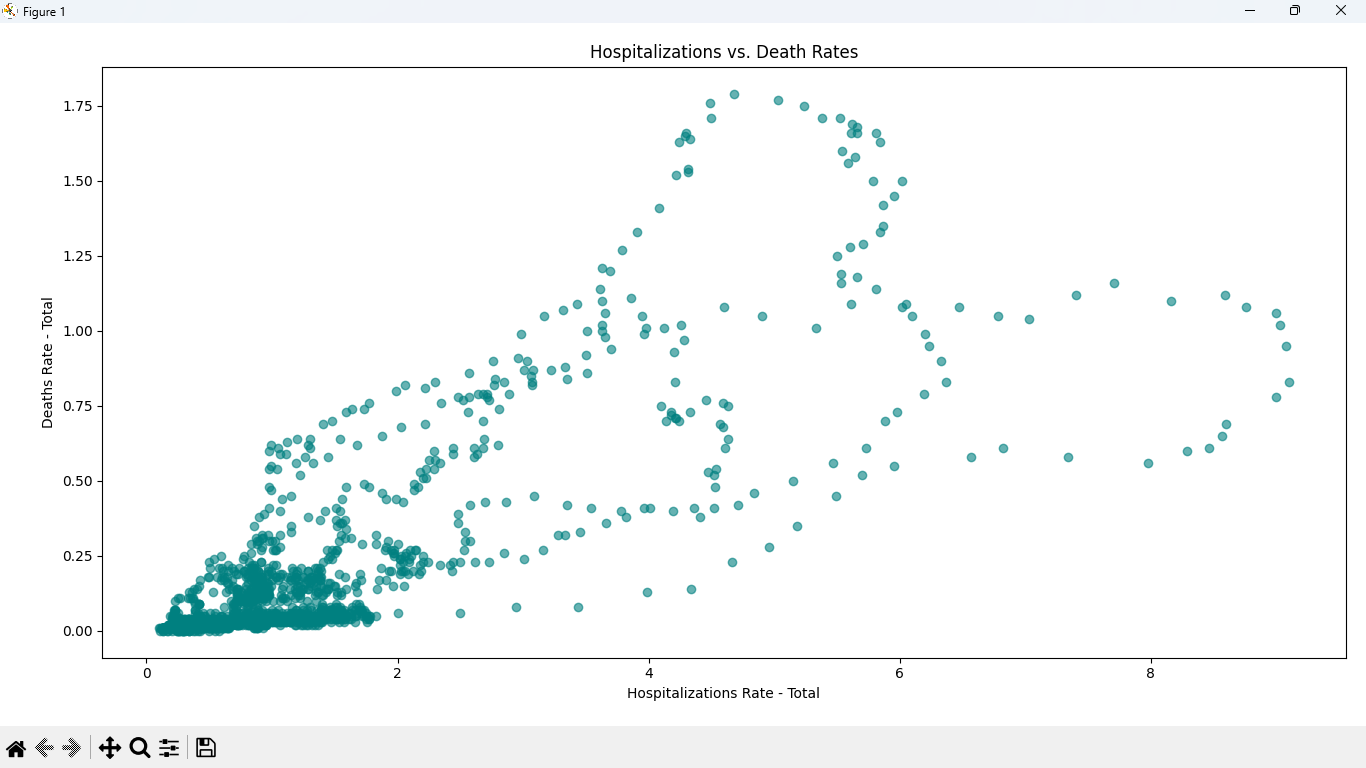 Figure 1
Hospitalizations vs. Death Rates
1.75
1.50
1.25
1.00
0.75
0.50
0.25
0.00
Deaths Rate - Total
0 2 4 6 8
Hospitalizations Rate - Total